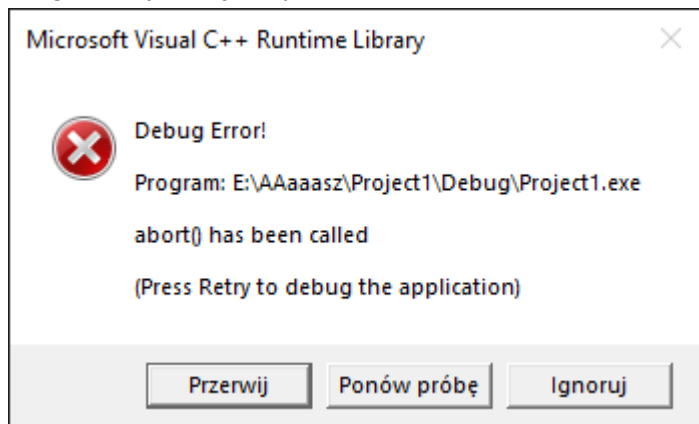 Microsoft Visual C++ Runtime Library
Debug Error!
Program: E:\AAaaasz\Project1\Debug\Project1.exe
abort() has been called
(Press Retry to debug the application)
Przerwij
Ponów próbę
Ignoruj